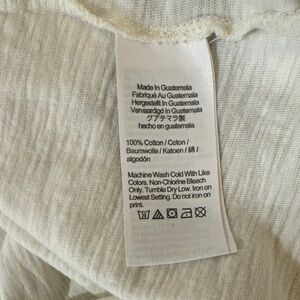 Made In Guatemala
Fabriqué Au Guatemala
Hergestellt In Guatemala
Vervaardigd In Guatemala
グアテマラ製
hecho en guatemala
100% Cotton / Coton /
Baumwolle / Katoen / 綿 /
algodón
Machine Wash Cold With Like
Colors. Non-Chlorine Bleach
Only. Tumble Dry Low. Iron on
Lowest Setting. Do not iron on
print.